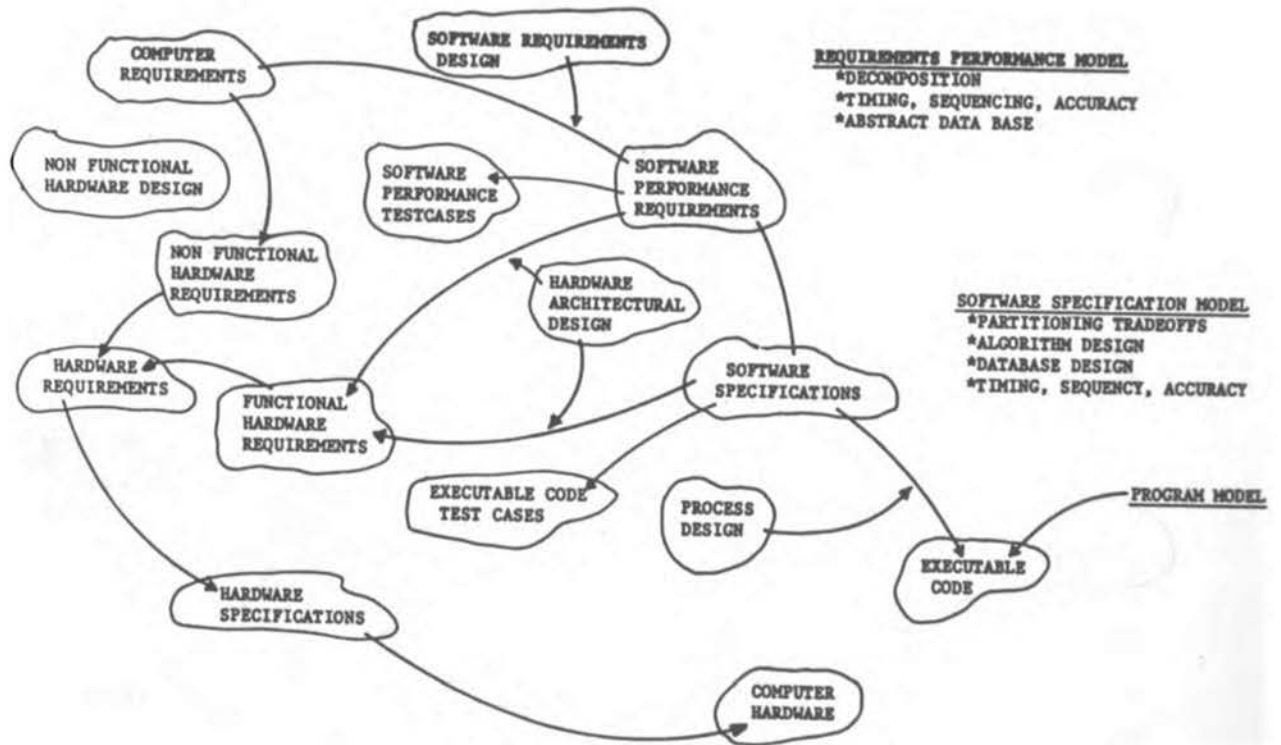 COMPUTER
REQUIREMENTS
SOFTWARE REQUIREMENTS
DESIGN
REQUIREMENTS PERFORMANCE MODEL
*DECOMPOSITION
*TIMING, SEQUENCING, ACCURACY
*ABSTRACT DATA BASE
NON FUNCTIONAL
HARDWARE DESIGN
SOFTWARE
PERFORMANCE
TESTCASES
SOFTWARE
PERFORMANCE
REQUIREMENTS
NON FUNCTIONAL
HARDWARE
REQUIREMENTS
HARDWARE
ARCHITECTURAL
DESIGN
SOFTWARE SPECIFICATION MODEL
*PARTITIONING TRADEOFFS
*ALGORITHM DESIGN
*DATABASE DESIGN
*TIMING, SEQUENCY, ACCURACY
HARDWARE
REQUIREMENTS
FUNCTIONAL
HARDWARE
REQUIREMENTS
SOFTWARE
SPECIFICATIONS
EXECUTABLE CODE
TEST CASES
PROCESS
DESIGN
PROGRAM MODEL
EXECUTABLE
CODE
HARDWARE
SPECIFICATIONS
COMPUTER
HARDWARE